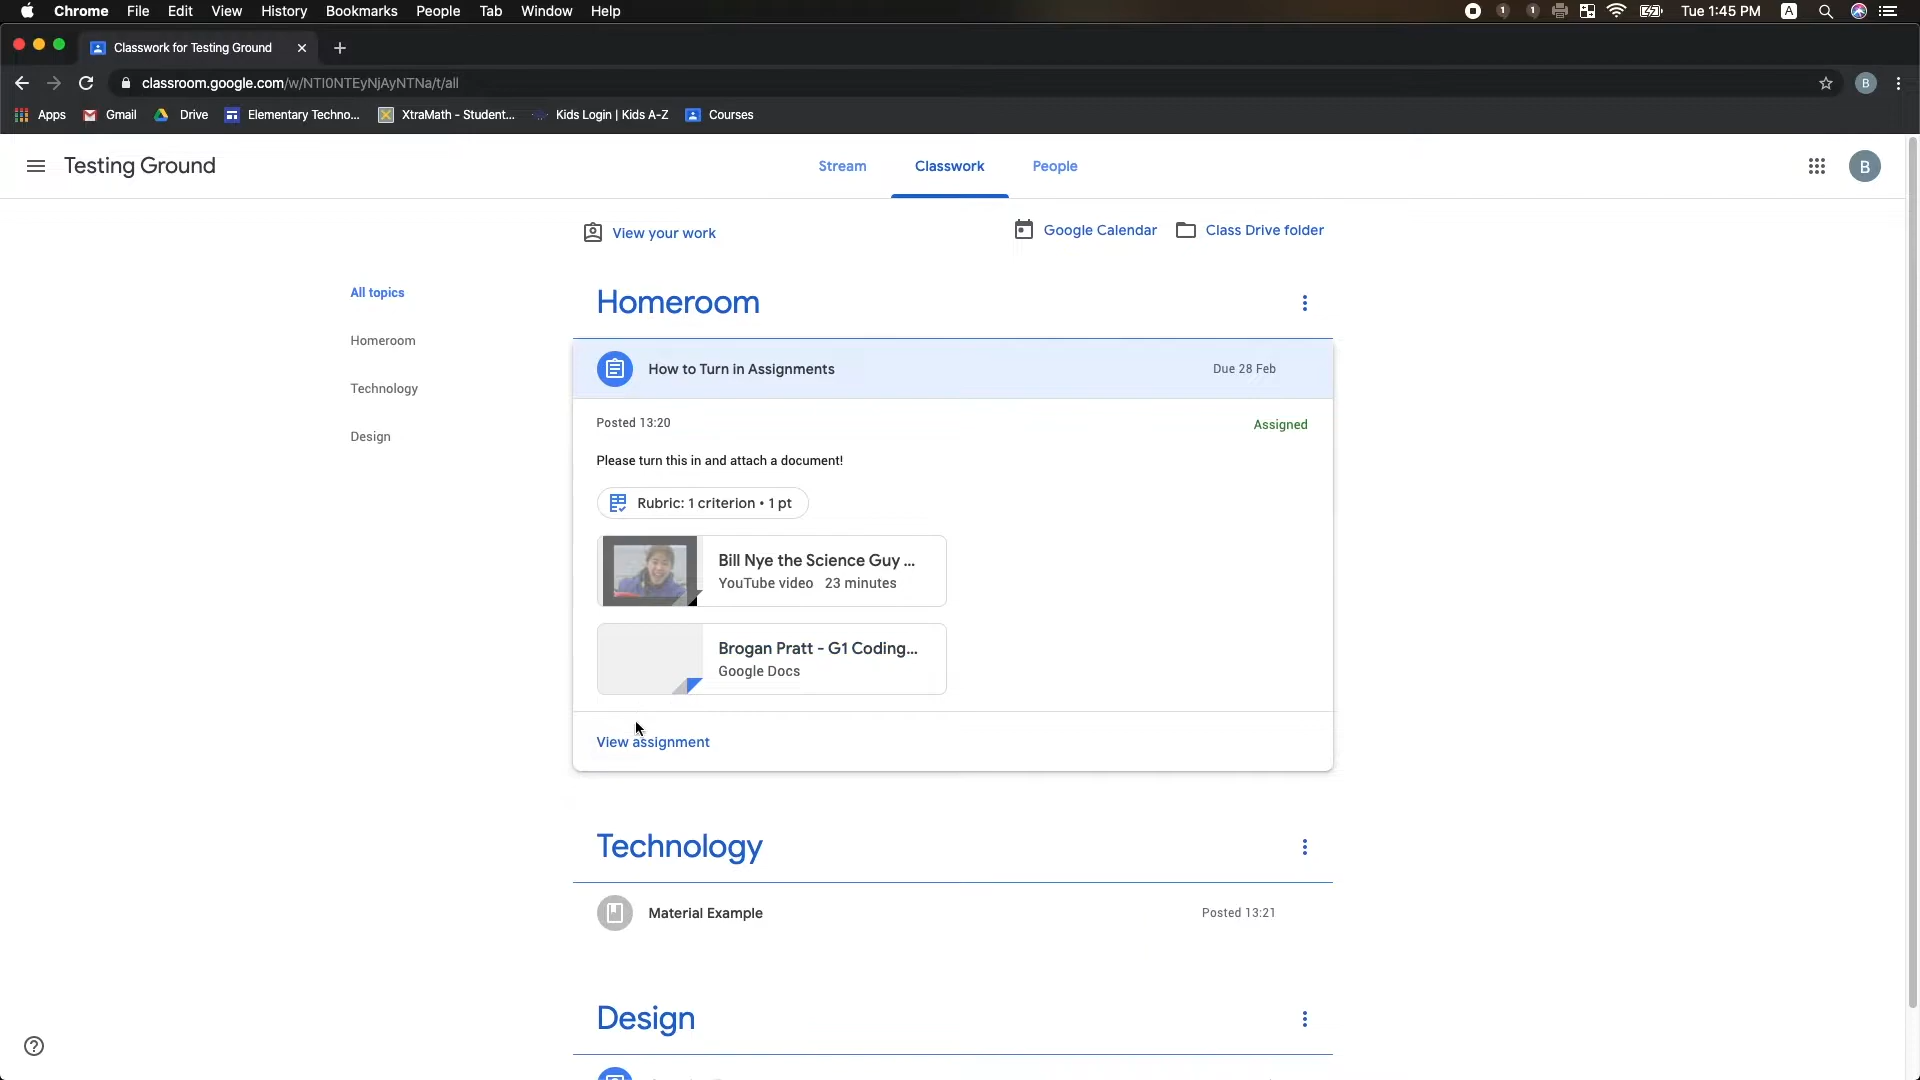 Chrome File Edit View History Bookmarks People Tab Window Help
1 1 Tue 1:45 PM A
Classwork for Testing Ground
classroom.google.com/w/NTI0NTEyNjAyNTNa/t/all
B
Apps Gmail Drive Elementary Techno... XtraMath - Student... Kids Login | Kids A-Z Courses
Testing Ground
Stream Classwork People
B
View your work
Google Calendar Class Drive folder
All topics
Homeroom
Technology
Design
Homeroom
How to Turn in Assignments
Due 28 Feb
Posted 13:20
Assigned
Please turn this in and attach a document!
Rubric: 1 criterion • 1 pt
Bill Nye the Science Guy ...
YouTube video 23 minutes
Brogan Pratt - G1 Coding...
Google Docs
View assignment
Technology
Material Example
Posted 13:21
Design